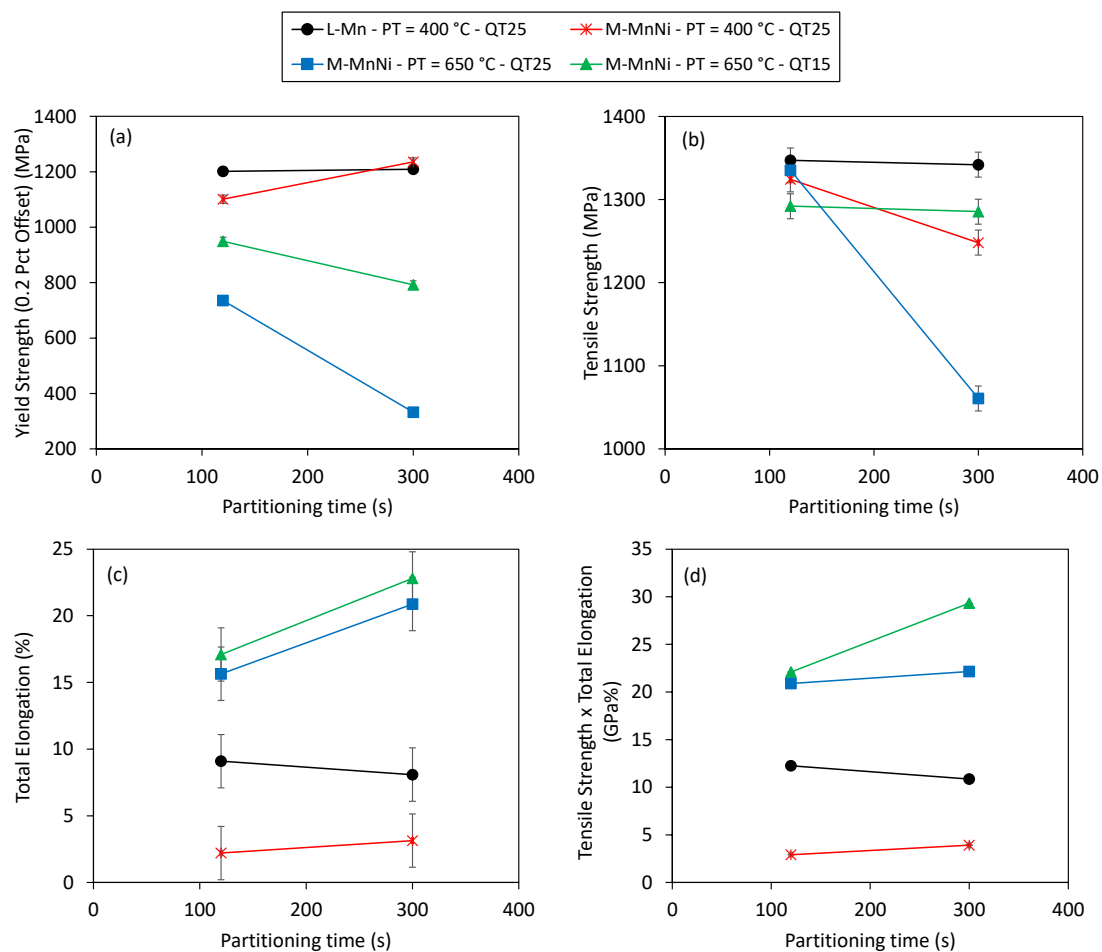 L-Mn - PT = 400 °C - QT25
M-MnNi - PT = 400 °C - QT25
M-MnNi - PT = 650 °C - QT25
M-MnNi - PT = 650 °C - QT15
(a)
Yield Strength (0.2 Pct Offset) (MPa)
1400
1200
1000
800
600
400
200
0
100
200
300
400
Partitioning time (s)
(b)
Tensile Strength (MPa)
1400
1300
1200
1100
1000
0
100
200
300
400
Partitioning time (s)
(c)
Total Elongation (%)
25
20
15
10
5
0
0
100
200
300
400
Partitioning time (s)
(d)
Tensile Strength x Total Elongation
(GPa%)
35
30
25
20
15
10
5
0
0
100
200
300
400
Partitioning time (s)